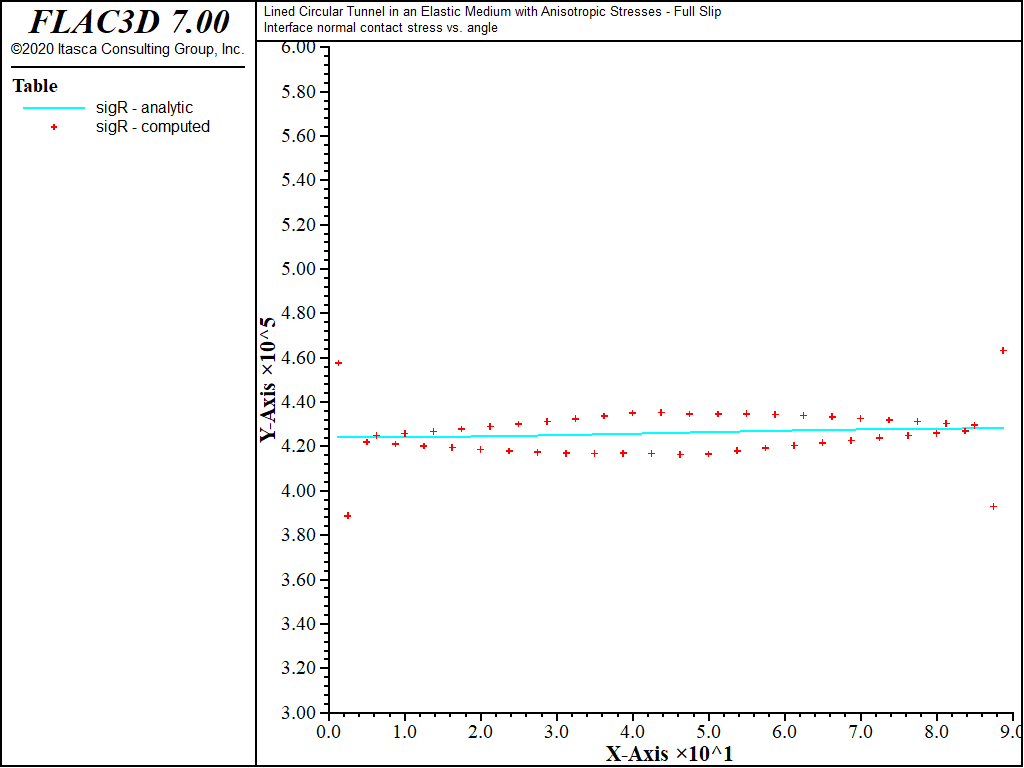 FLAC3D 7.00
©2020 Itasca Consulting Group, Inc.
Table
sigR - analytic
sigR - computed
Lined Circular Tunnel in an Elastic Medium with Anisotropic Stresses - Full Slip
Interface normal contact stress vs. angle
6.00
5.80
5.60
5.40
5.20
5.00
4.80
4.60
4.40
4.20
4.00
3.80
3.60
3.40
3.20
3.00
Y-Axis ×10^5
0.0 1.0 2.0 3.0 4.0 5.0 6.0 7.0 8.0 9.0
X-Axis ×10^1